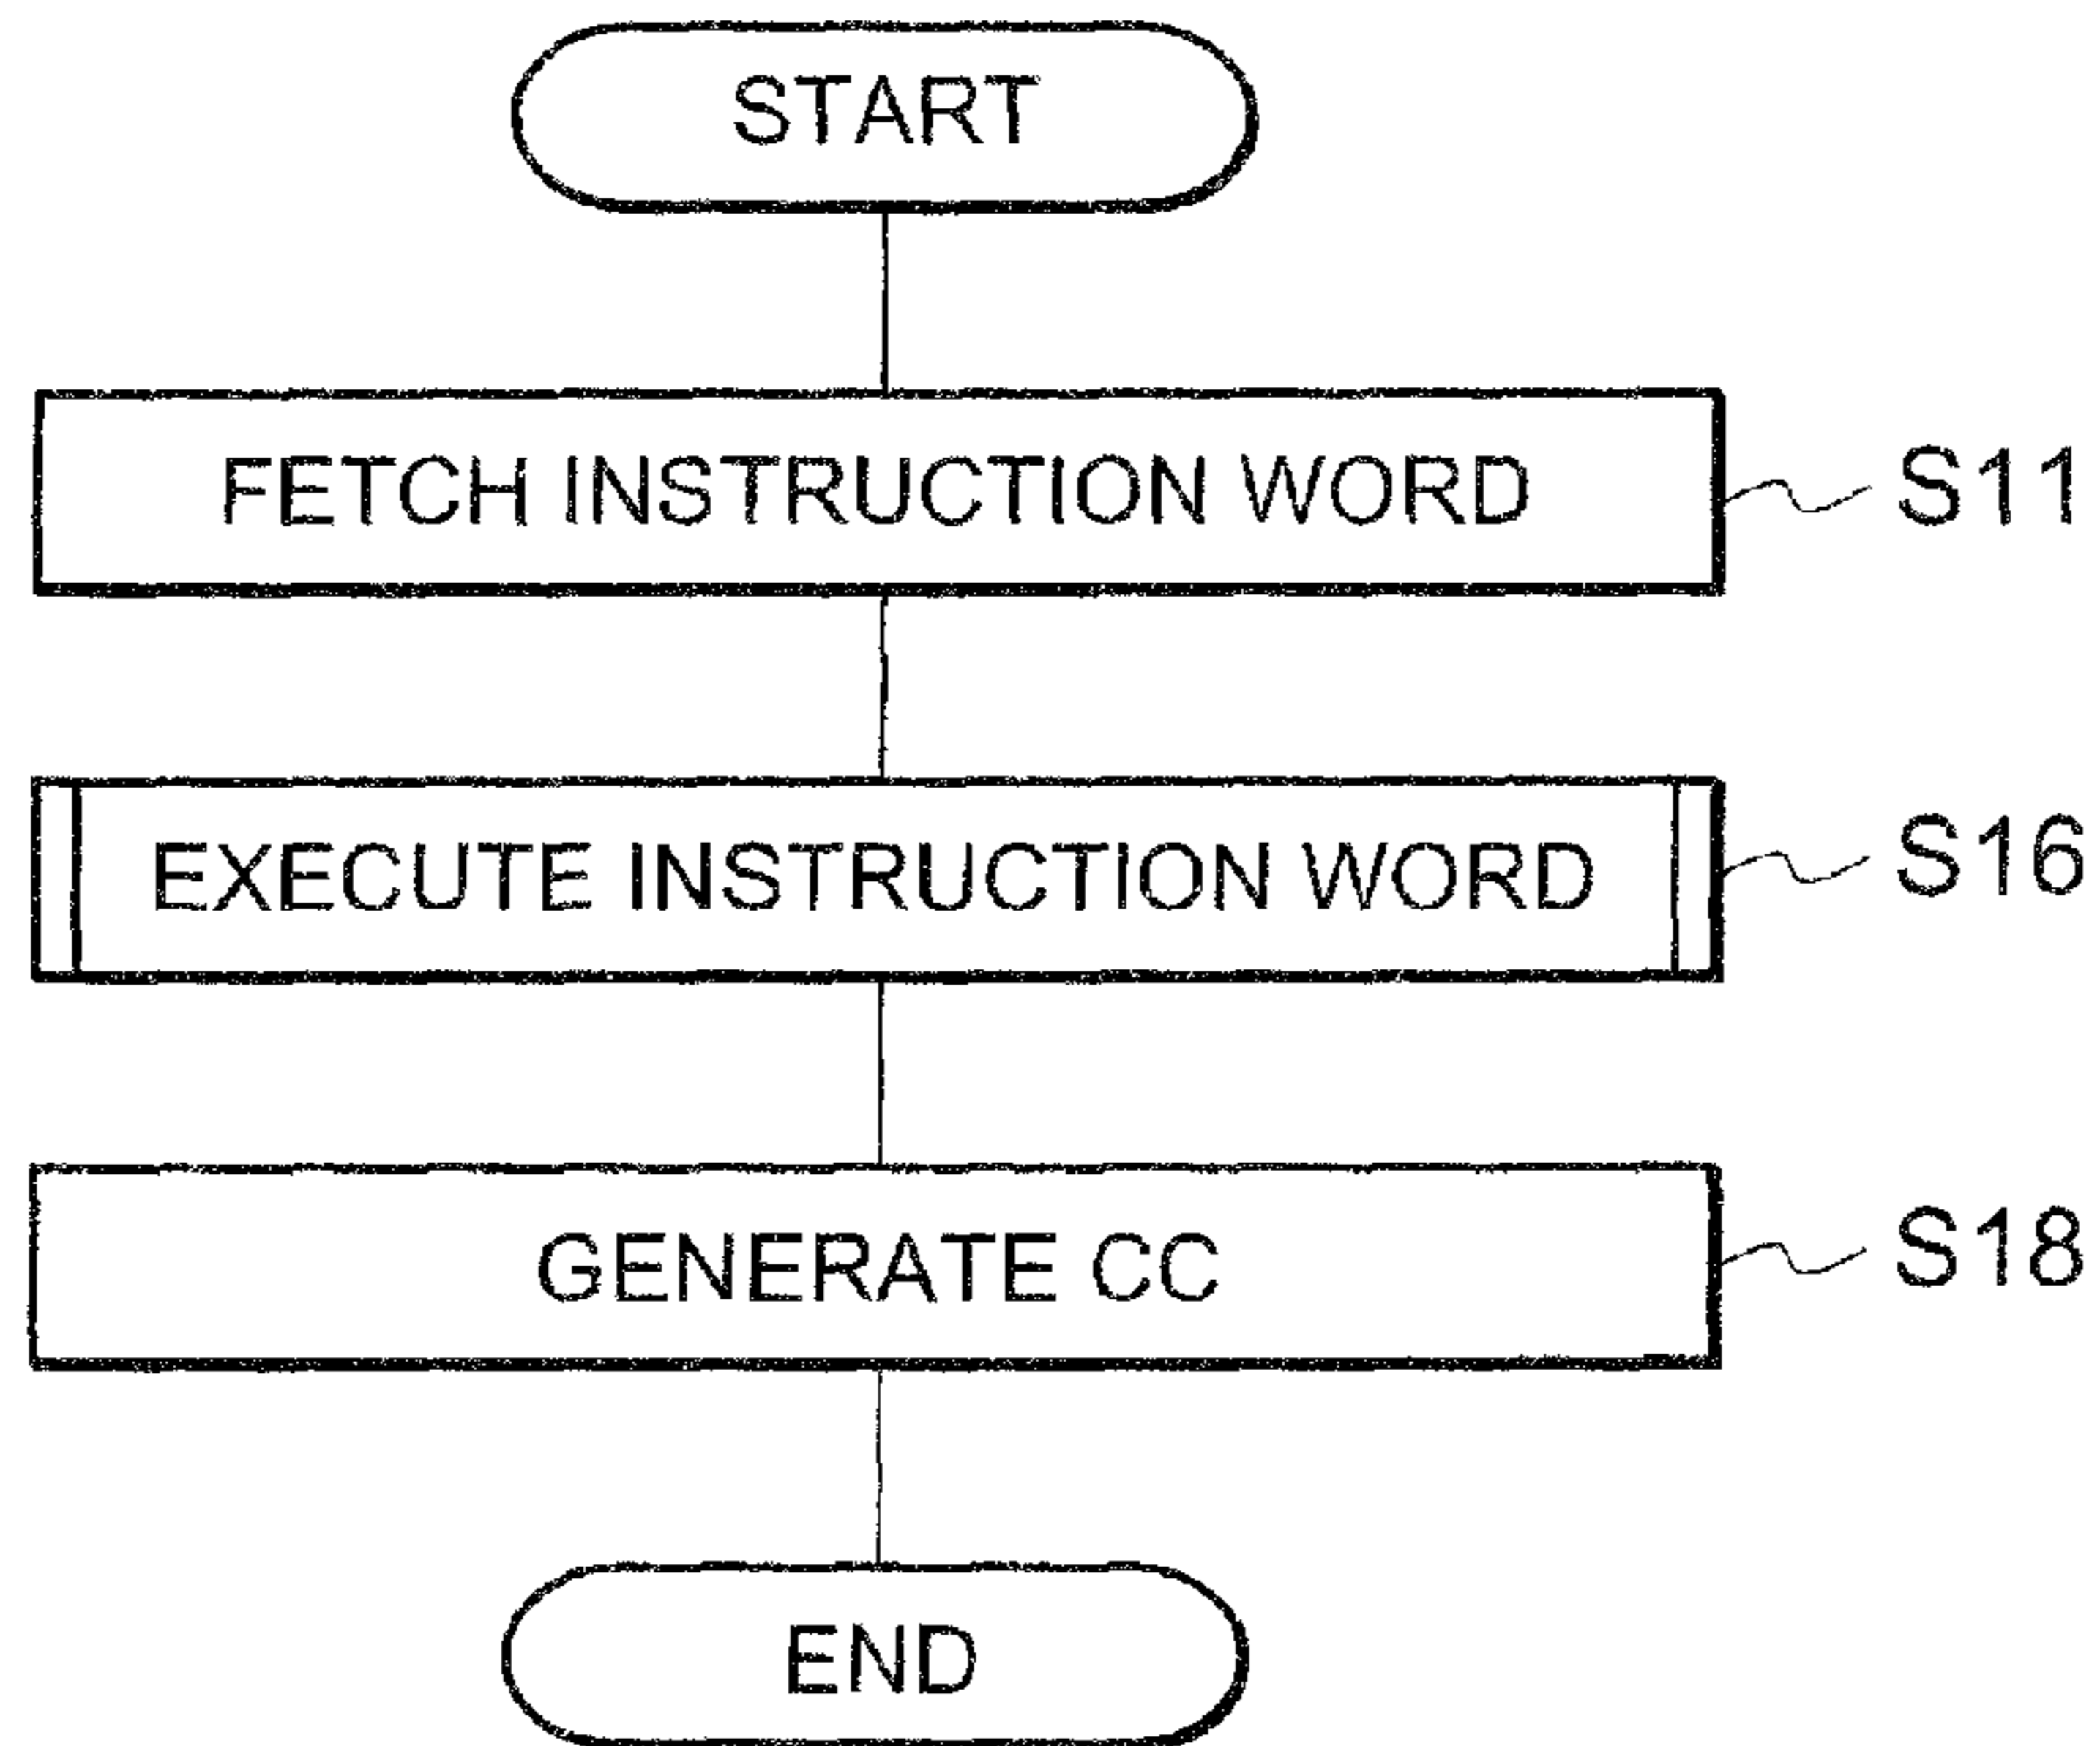 START
FETCH INSTRUCTION WORD S11
EXECUTE INSTRUCTION WORD S16
GENERATE CC S18
END